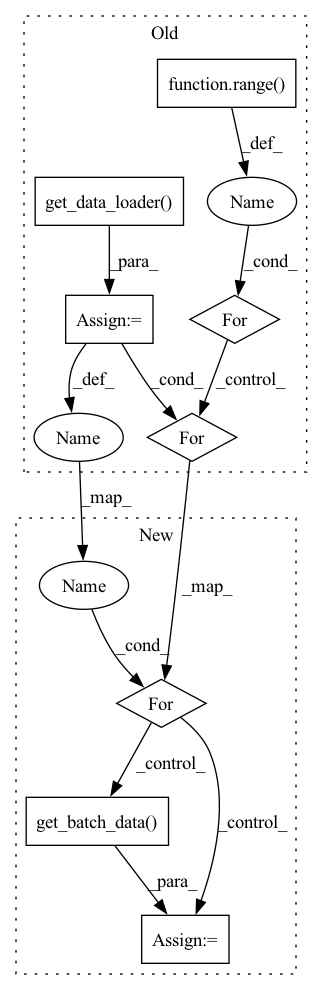 Old
function.range()
_def_
get_data_loader()
Name
_para_
_cond_
Assign:=
For
_def_
_cond_
_control_
Name
For
_map_
New
_map_
Name
_cond_
For
_control_
get_batch_data()
_control_
_para_
Assign:=